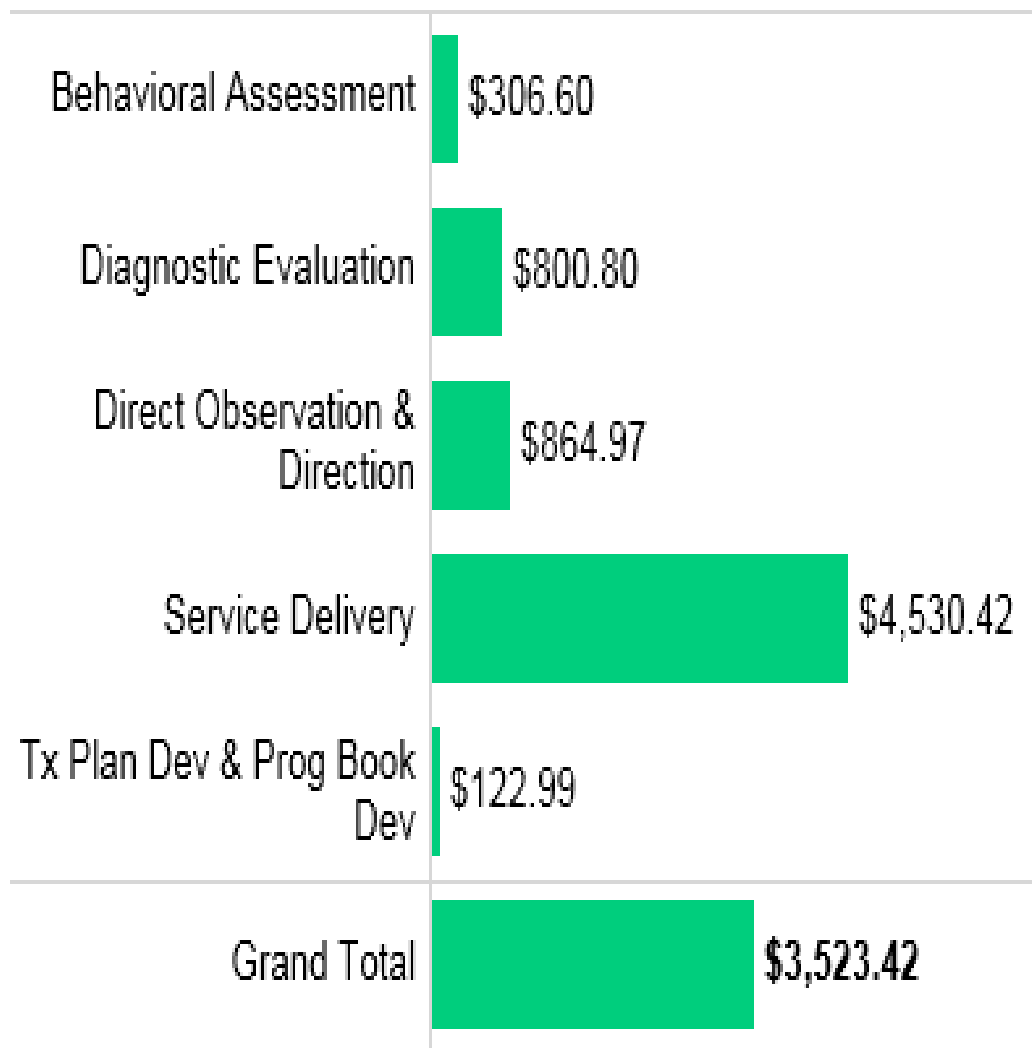 Behavioral Assessment $306.60
Diagnostic Evaluation $800.80
Direct Observation &
Direction $864.97
Service Delivery $4,530.42
Tx Plan Dev & Prog Book
Dev $122.99
Grand Total $3,523.42